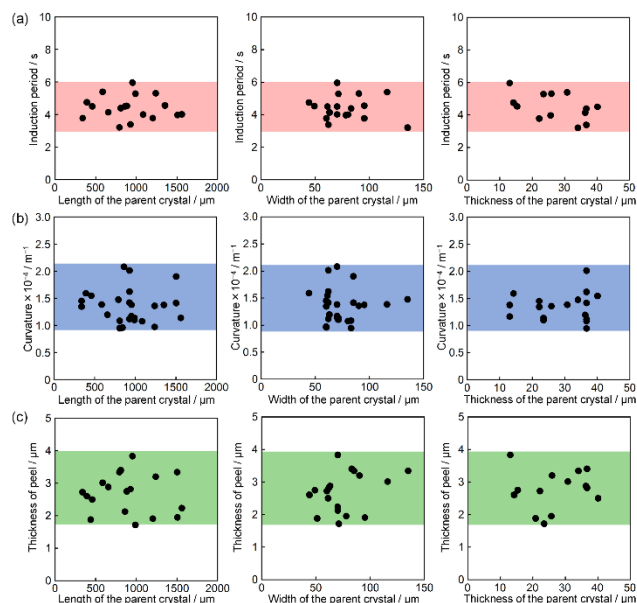 (a)
10
8
6
4
2
0
Induction period / s
0 500 1000 1500 2000
Length of the parent crystal / μm
10
8
6
4
2
0
Induction period / s
0 50 100 150
Width of the parent crystal / μm
10
8
6
4
2
0
Induction period / s
0 10 20 30 40 50
Thickness of the parent crystal / μm
(b)
3.0
2.5
2.0
1.5
1.0
0.5
0
Curvature × 10⁻⁴ / m⁻¹
0 500 1000 1500 2000
Length of the parent crystal / μm
3.0
2.5
2.0
1.5
1.0
0.5
0
Curvature × 10⁻⁴ / m⁻¹
0 50 100 150
Width of the parent crystal / μm
3.0
2.5
2.0
1.5
1.0
0.5
0
Curvature × 10⁻⁴ / m⁻¹
0 10 20 30 40 50
Thickness of the parent crystal / μm
(c)
5
4
3
2
1
0
Thickness of peel / μm
0 500 1000 1500 2000
Length of the parent crystal / μm
5
4
3
2
1
0
Thickness of peel / μm
0 50 100 150
Width of the parent crystal / μm
5
4
3
2
1
0
Thickness of peel / μm
0 10 20 30 40 50
Thickness of the parent crystal / μm